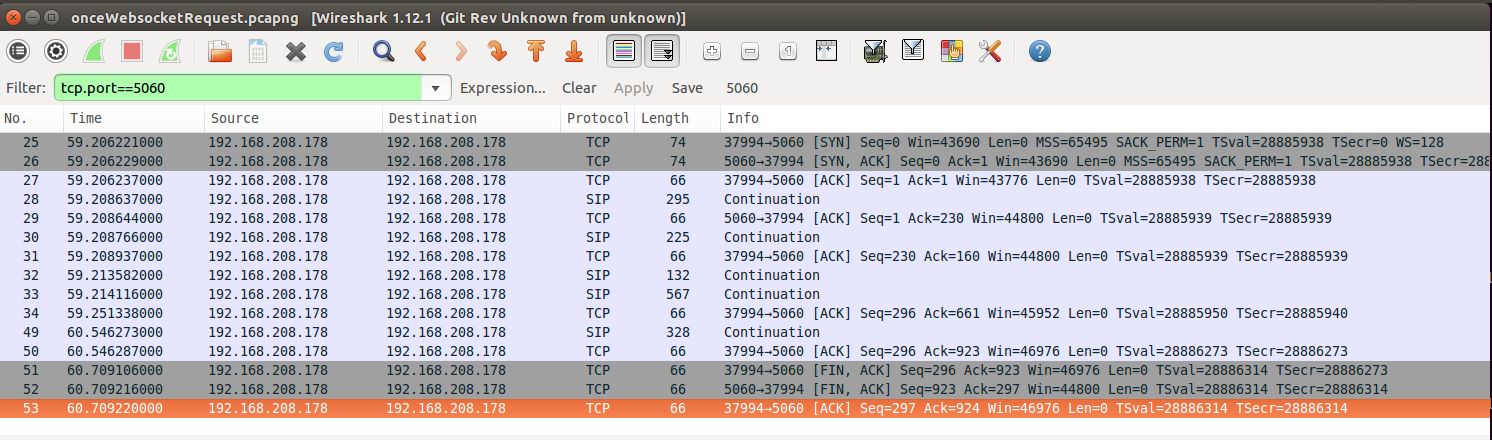 onceWebsocketRequest.pcapng [Wireshark 1.12.1 (Git Rev Unknown from unknown)]
Filter: tcp.port==5060 Expression... Clear Apply Save 5060
No. Time Source Destination Protocol Length Info
25 59.206221000 192.168.208.178 192.168.208.178 TCP 74 37994→5060 [SYN] Seq=0 Win=43690 Len=0 MSS=65495 SACK_PERM=1 TSval=28885938 TSecr=0 WS=128
26 59.206229000 192.168.208.178 192.168.208.178 TCP 74 5060→37994 [SYN, ACK] Seq=0 Ack=1 Win=43690 Len=0 MSS=65495 SACK_PERM=1 TSval=28885938 TSecr=288
27 59.206237000 192.168.208.178 192.168.208.178 TCP 66 37994→5060 [ACK] Seq=1 Ack=1 Win=43776 Len=0 TSval=28885938 TSecr=28885938
28 59.208637000 192.168.208.178 192.168.208.178 SIP 295 Continuation
29 59.208644000 192.168.208.178 192.168.208.178 TCP 66 5060→37994 [ACK] Seq=1 Ack=230 Win=44800 Len=0 TSval=28885939 TSecr=28885939
30 59.208766000 192.168.208.178 192.168.208.178 SIP 225 Continuation
31 59.208937000 192.168.208.178 192.168.208.178 TCP 66 37994→5060 [ACK] Seq=230 Ack=160 Win=44800 Len=0 TSval=28885939 TSecr=28885939
32 59.213582000 192.168.208.178 192.168.208.178 SIP 132 Continuation
33 59.214116000 192.168.208.178 192.168.208.178 SIP 567 Continuation
34 59.251338000 192.168.208.178 192.168.208.178 TCP 66 37994→5060 [ACK] Seq=296 Ack=661 Win=45952 Len=0 TSval=28885950 TSecr=28885940
49 60.546273000 192.168.208.178 192.168.208.178 SIP 328 Continuation
50 60.546287000 192.168.208.178 192.168.208.178 TCP 66 37994→5060 [ACK] Seq=296 Ack=923 Win=46976 Len=0 TSval=28886273 TSecr=28886273
51 60.709106000 192.168.208.178 192.168.208.178 TCP 66 37994→5060 [FIN, ACK] Seq=296 Ack=923 Win=46976 Len=0 TSval=28886314 TSecr=28886273
52 60.709216000 192.168.208.178 192.168.208.178 TCP 66 5060→37994 [FIN, ACK] Seq=923 Ack=297 Win=44800 Len=0 TSval=28886314 TSecr=28886314
53 60.709220000 192.168.208.178 192.168.208.178 TCP 66 37994→5060 [ACK] Seq=297 Ack=924 Win=46976 Len=0 TSval=28886314 TSecr=28886314